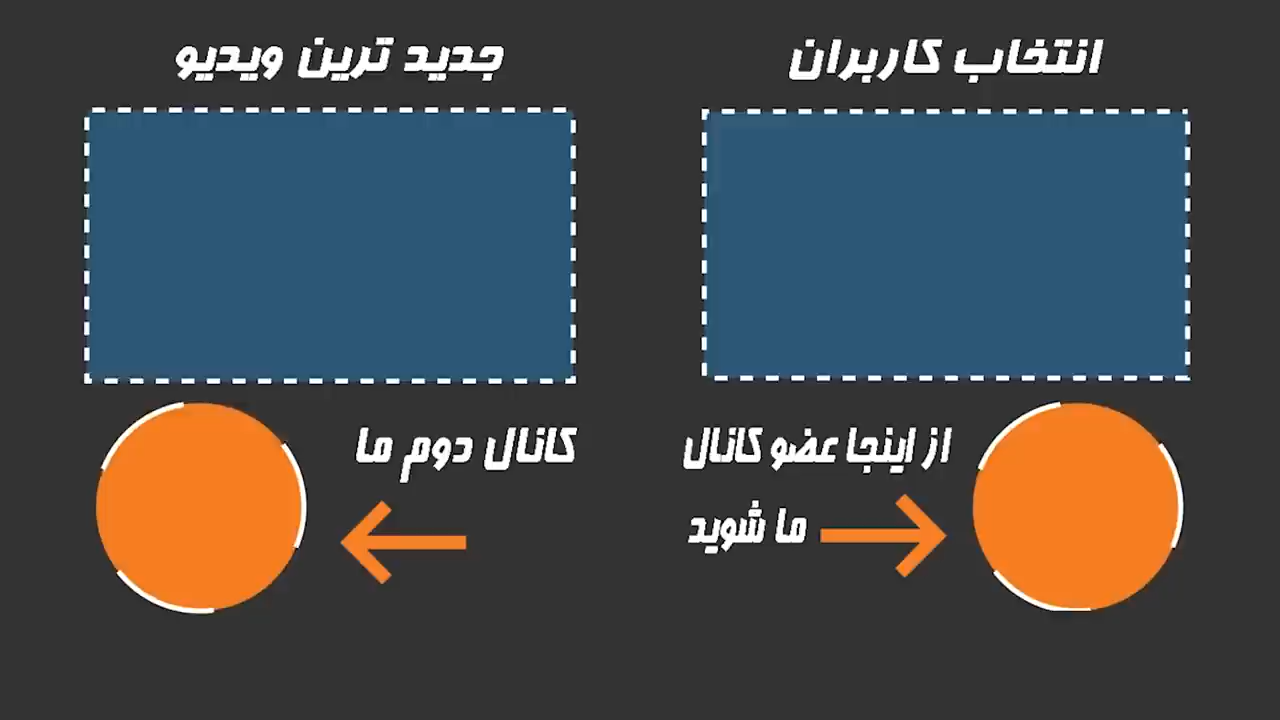 انتخاب کاربران
جدید ترین ویدیو
از اینجا عضو کانال
ما شوید
کانال دوم ما